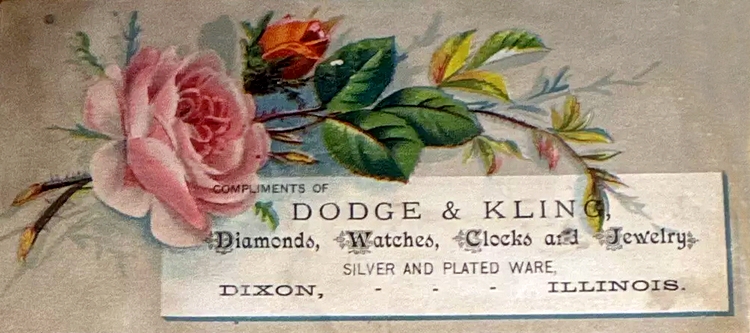 COMPLIMENTS OF
DODGE & KLING,
Diamonds, Watches, Clocks and Jewelry,
SILVER AND PLATED WARE,
DIXON, - - - ILLINOIS.